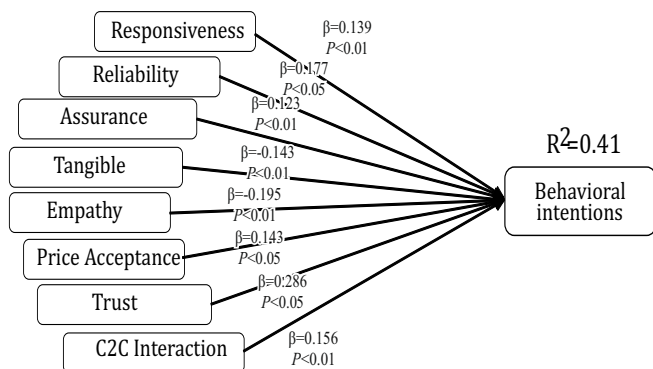 Responsiveness
β=0.139
P<0.01
Reliability
β=0.177
P<0.05
Assurance
β=0.123
P<0.01
R²=0.41
Tangible
β=-0.143
P<0.01
Behavioral
intentions
Empathy
β=-0.195
P<0.01
Price Acceptance
β=0.143
P<0.05
Trust
β=0.286
P<0.05
C2C Interaction
β=0.156
P<0.01